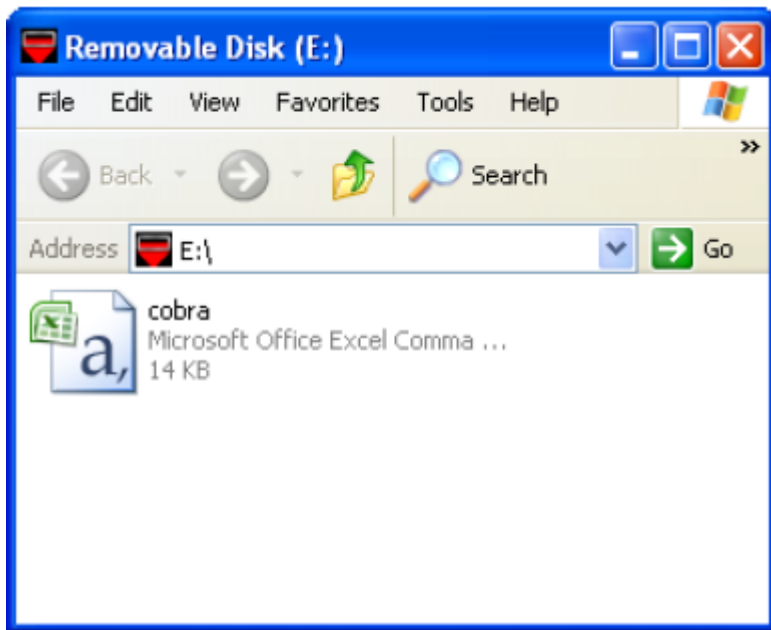 Removable Disk (E:)
File Edit View Favorites Tools Help
Back Search »
Address E:\ Go
cobra
Microsoft Office Excel Comma ...
14 KB
a,